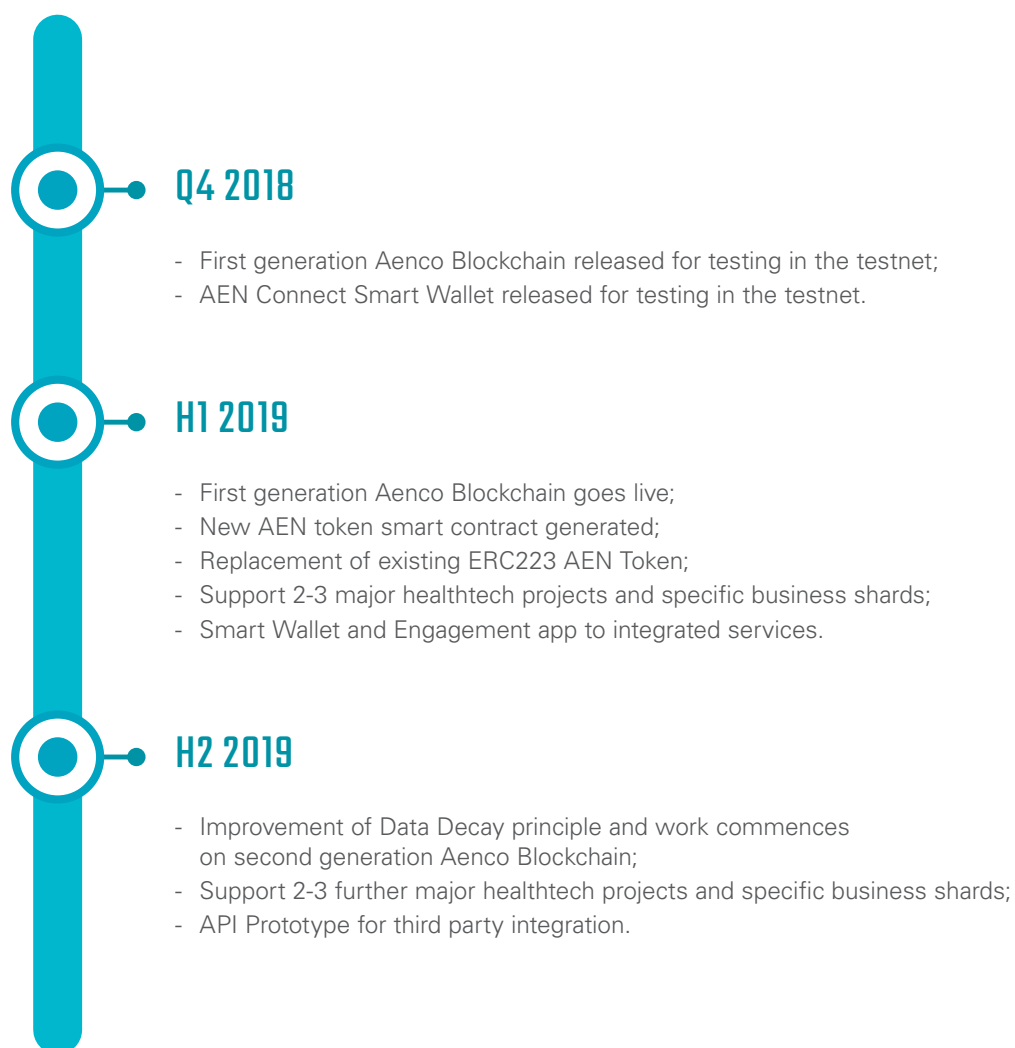 Q4 2018
- First generation Aenco Blockchain released for testing in the testnet;
- AEN Connect Smart Wallet released for testing in the testnet.
H1 2019
- First generation Aenco Blockchain goes live;
- New AEN token smart contract generated;
- Replacement of existing ERC223 AEN Token;
- Support 2-3 major healthtech projects and specific business shards;
- Smart Wallet and Engagement app to integrated services.
H2 2019
- Improvement of Data Decay principle and work commences
on second generation Aenco Blockchain;
- Support 2-3 further major healthtech projects and specific business shards;
- API Prototype for third party integration.